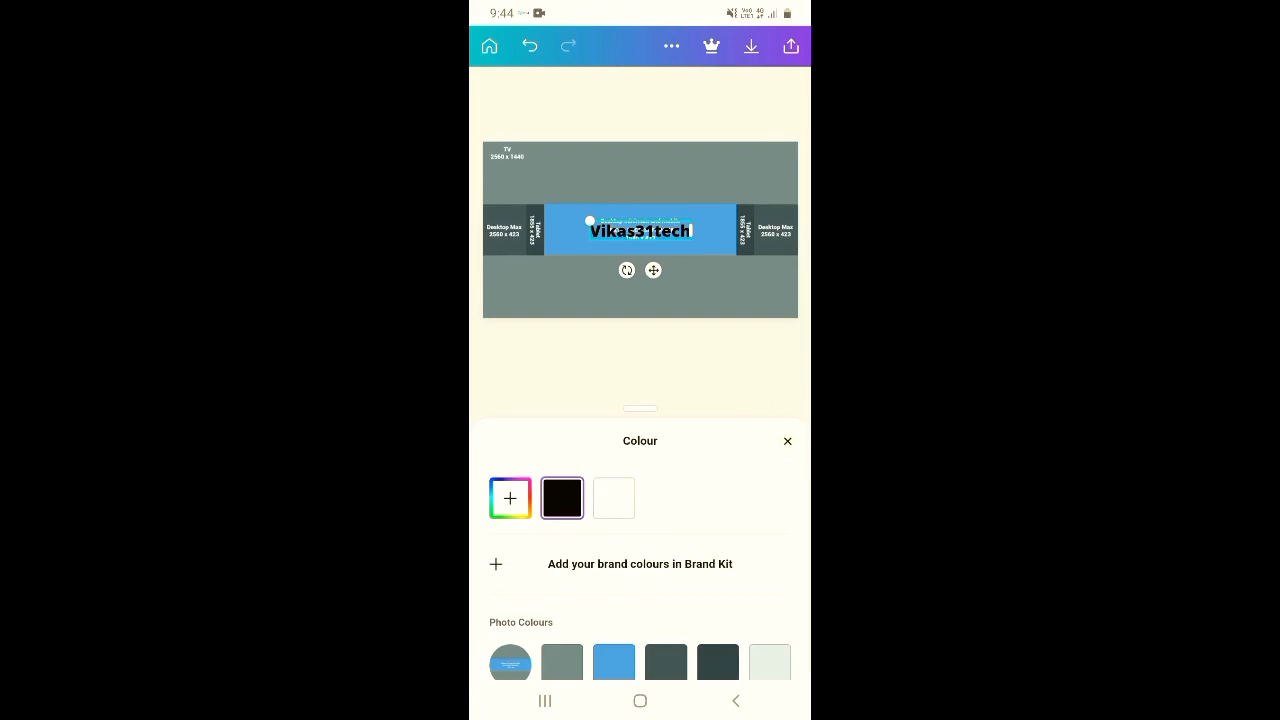 9:44
TV
2560 x 1440
Desktop Max
2560 x 423
Tablet
1855 x 423
Vikas31tech
Tablet
1855 x 423
Desktop Max
2560 x 423
Colour
Add your brand colours in Brand Kit
Photo Colours